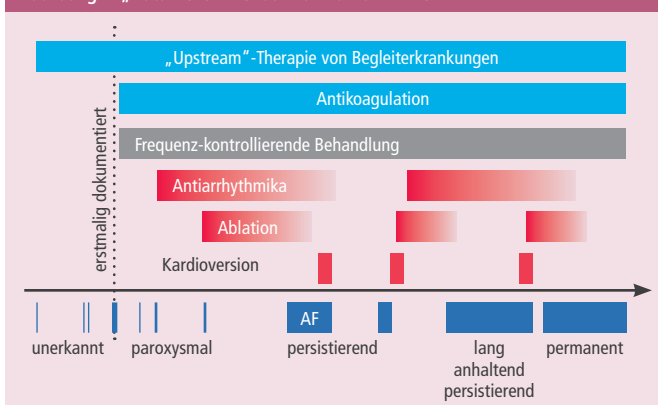 „Upstream“-Therapie von Begleiterkrankungen
Antikoagulation
Frequenz-kontrollierende Behandlung
Antiarrhythmika
Ablation
Kardioversion
erstmalig dokumentiert
AF
unerkannt
paroxysmal
persistierend
lang
anhaltend
persistierend
permanent